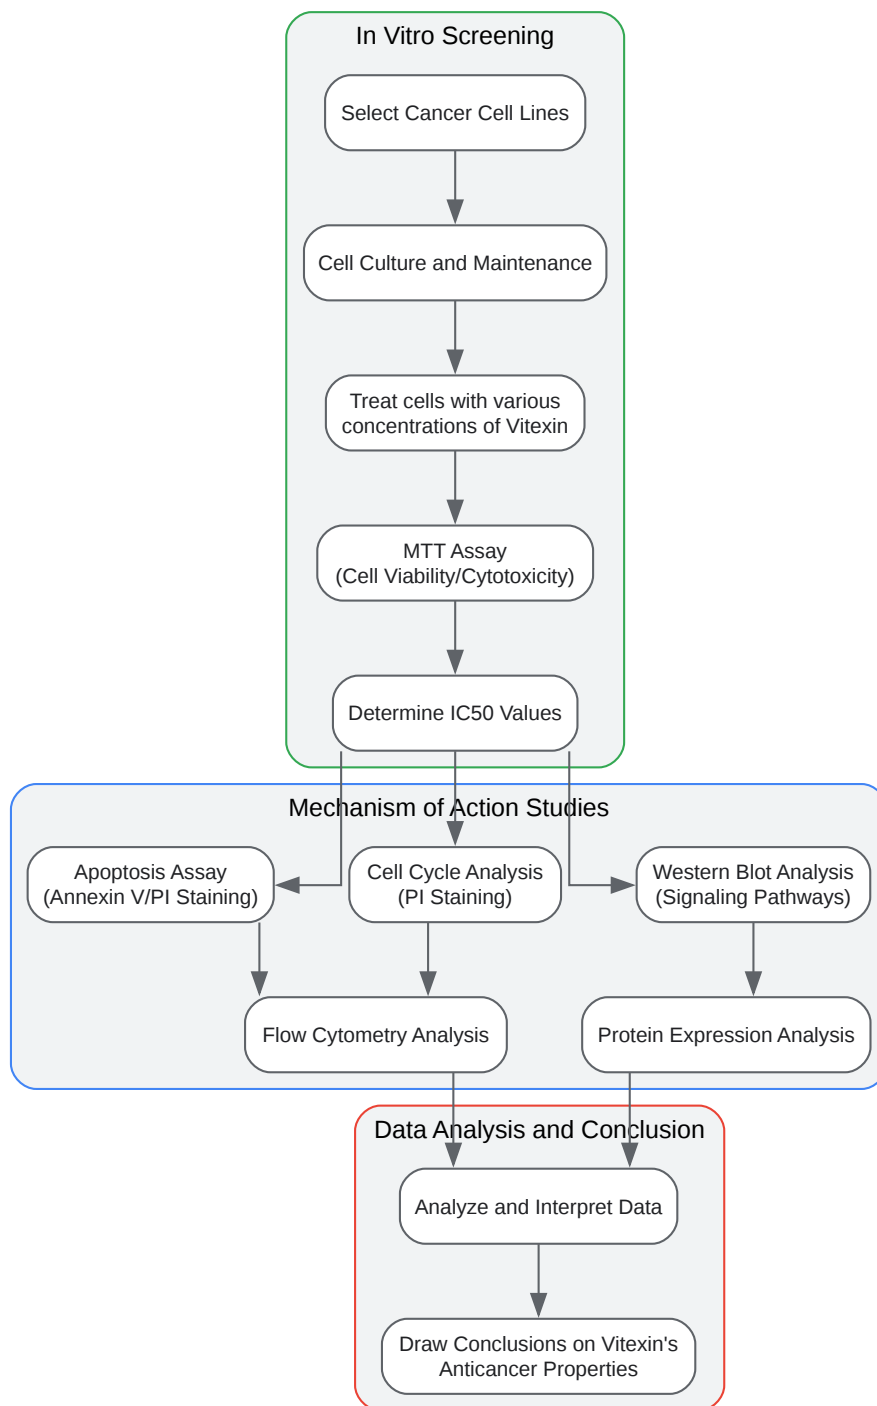 In Vitro Screening
Select Cancer Cell Lines
Cell Culture and Maintenance
Treat cells with various
concentrations of Vitexin
MTT Assay
(Cell Viability/Cytotoxicity)
Determine IC50 Values
Mechanism of Action Studies
Apoptosis Assay
(Annexin V/PI Staining)
Cell Cycle Analysis
(PI Staining)
Western Blot Analysis
(Signaling Pathways)
Flow Cytometry Analysis
Protein Expression Analysis
Data Analysis and Conclusion
Analyze and Interpret Data
Draw Conclusions on Vitexin's
Anticancer Properties